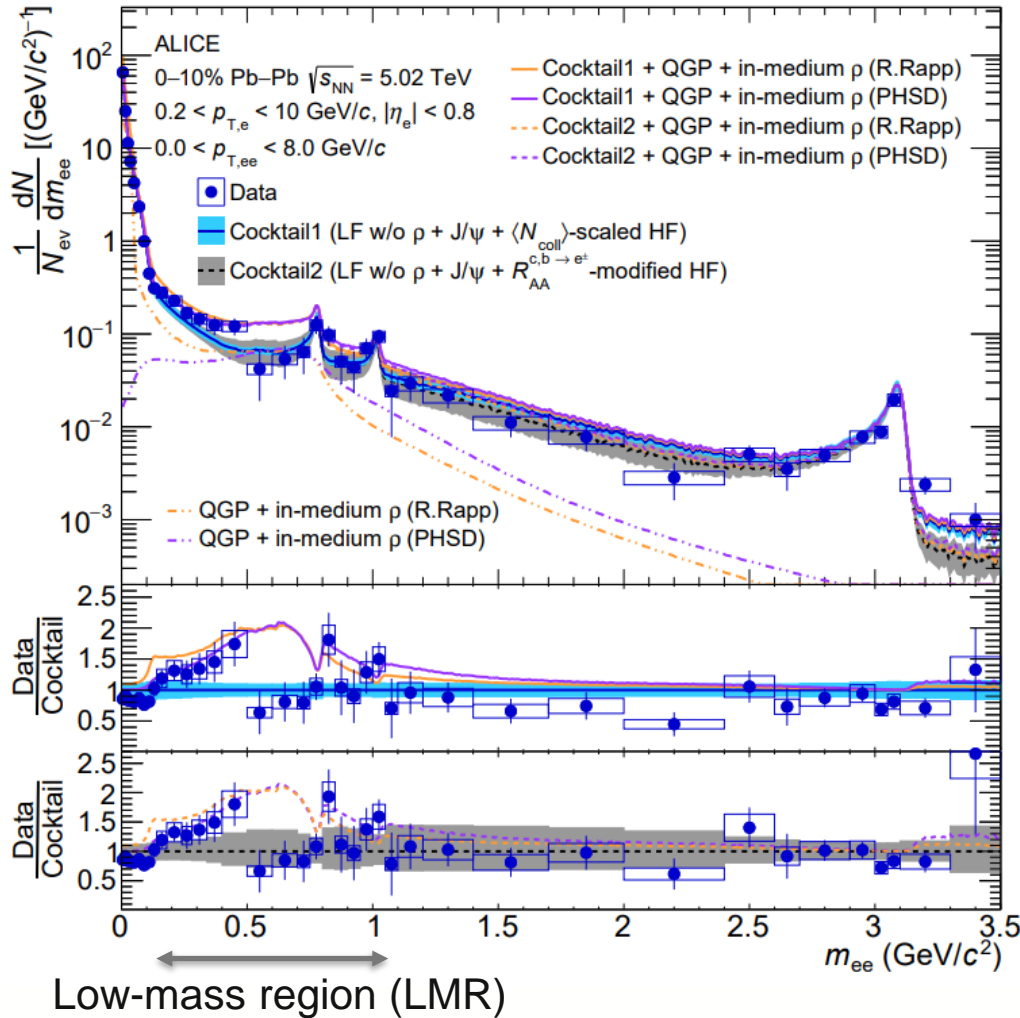 ALICE
0–10% Pb–Pb √sNN = 5.02 TeV
0.2 < pT,e < 10 GeV/c, |ηe| < 0.8
0.0 < pT,ee < 8.0 GeV/c
Data
Cocktail1 (LF w/o ρ + J/ψ + ⟨Ncoll⟩-scaled HF)
Cocktail2 (LF w/o ρ + J/ψ + RAA^c,b → e± -modified HF)
Cocktail1 + QGP + in-medium ρ (R.Rapp)
Cocktail1 + QGP + in-medium ρ (PHSD)
Cocktail2 + QGP + in-medium ρ (R.Rapp)
Cocktail2 + QGP + in-medium ρ (PHSD)
1/Nev dN/dmee [(GeV/c²)⁻¹]
10²
10
1
10⁻¹
10⁻²
10⁻³
QGP + in-medium ρ (R.Rapp)
QGP + in-medium ρ (PHSD)
Data
Cocktail
2.5
2
1.5
1
0.5
Data
Cocktail
2.5
2
1.5
1
0.5
0 0.5 1 1.5 2 2.5 3 3.5
mee (GeV/c²)
Low-mass region (LMR)